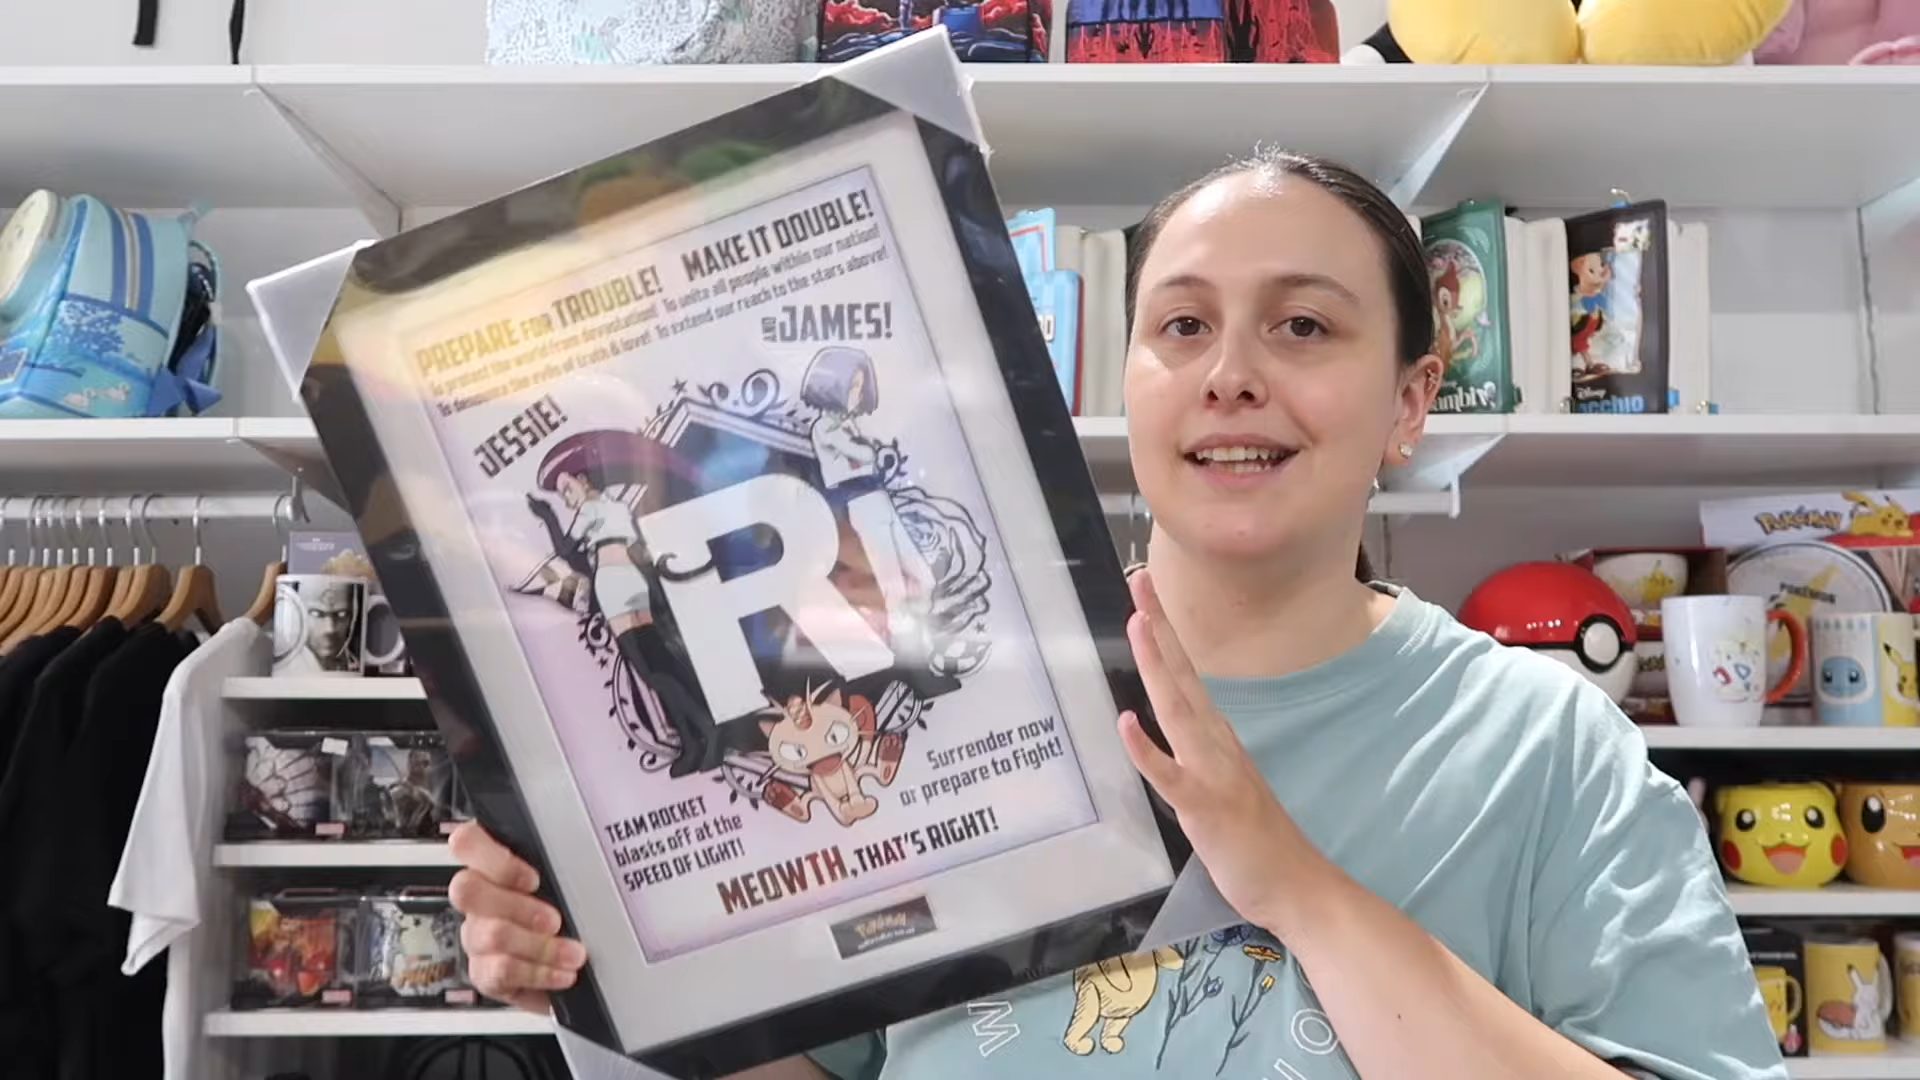 PREPARE FOR TROUBLE! MAKE IT DOUBLE!
To protect the world from devastation! To unite all people within our nation!
To denounce the evils of truth & love! To extend our reach to the stars above!
JESSIE!
AND JAMES!
R
Surrender now
or prepare to fight!
TEAM ROCKET
blasts off at the
SPEED OF LIGHT!
MEOWTH, THAT'S RIGHT!
Pokémon
Pokémon
POKÉMON
Disney